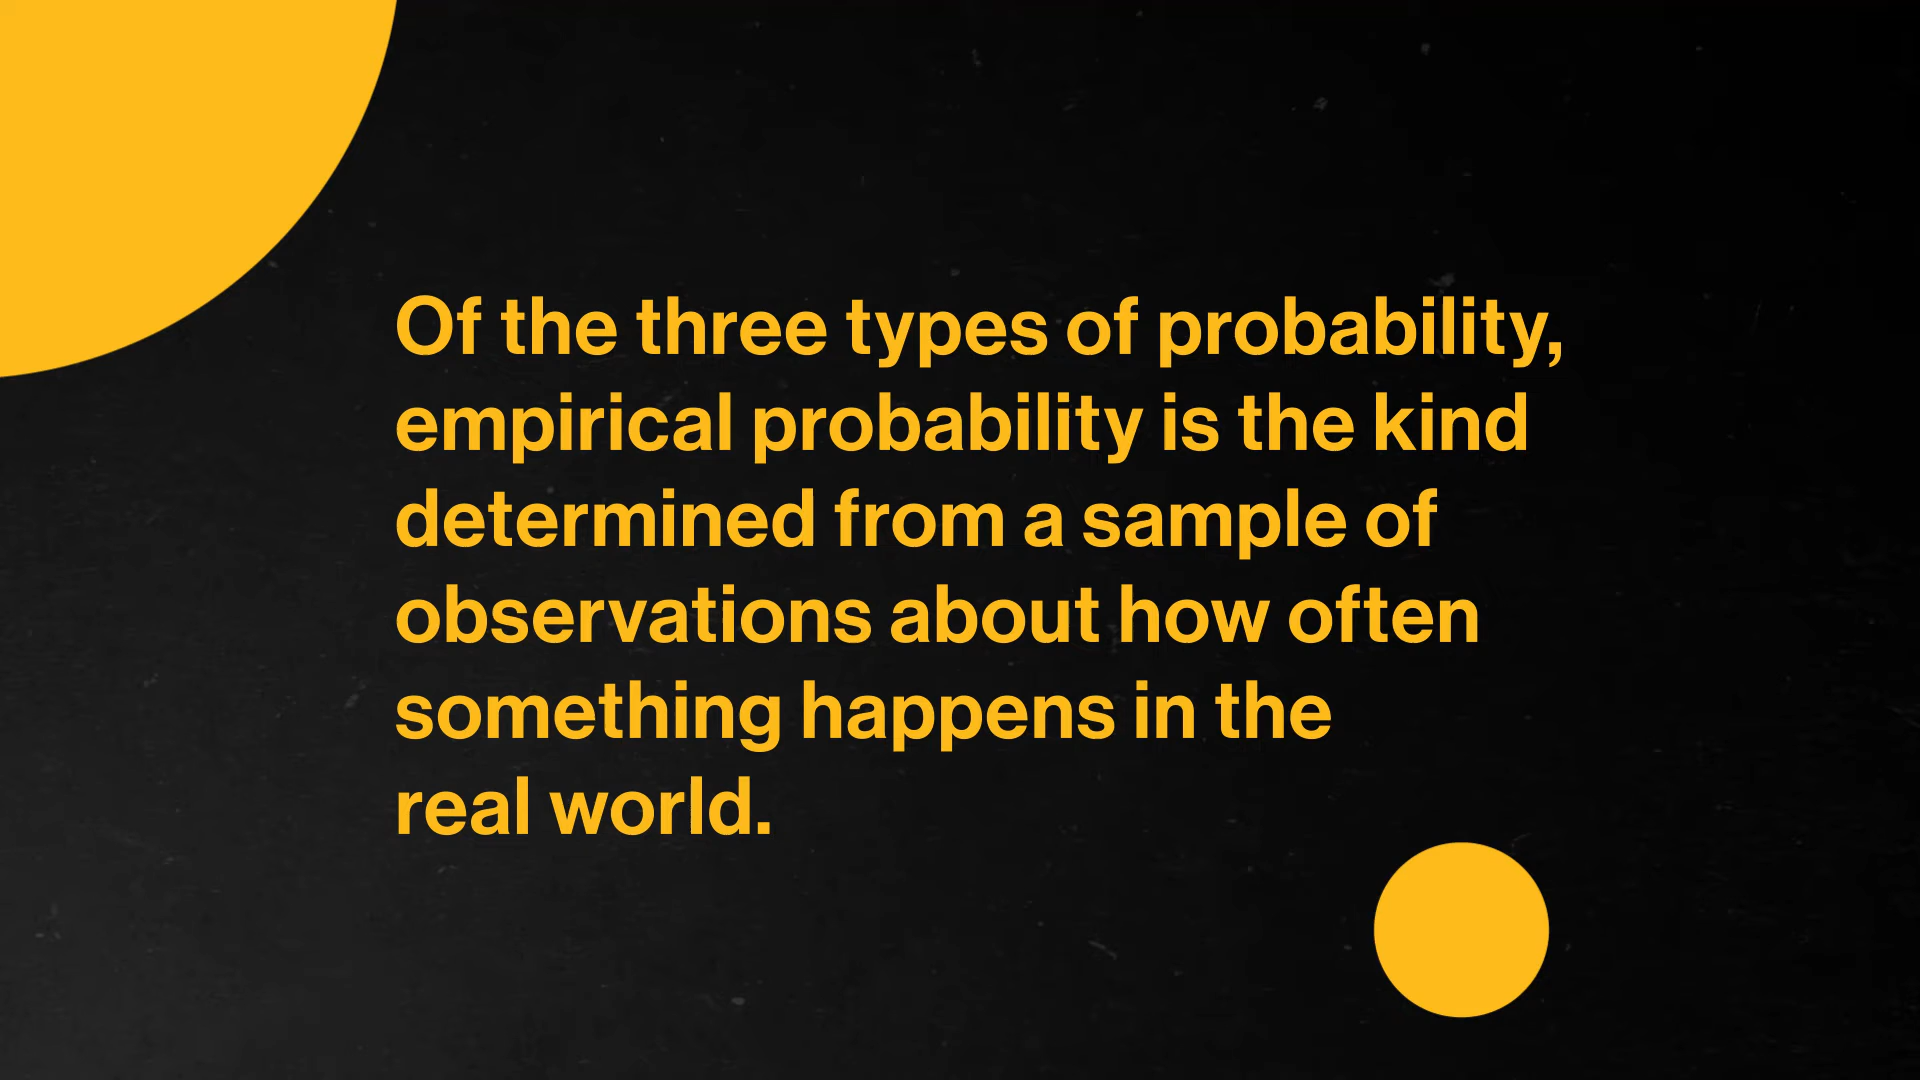 Of the three types of probability,
empirical probability is the kind
determined from a sample of
observations about how often
something happens in the
real world.